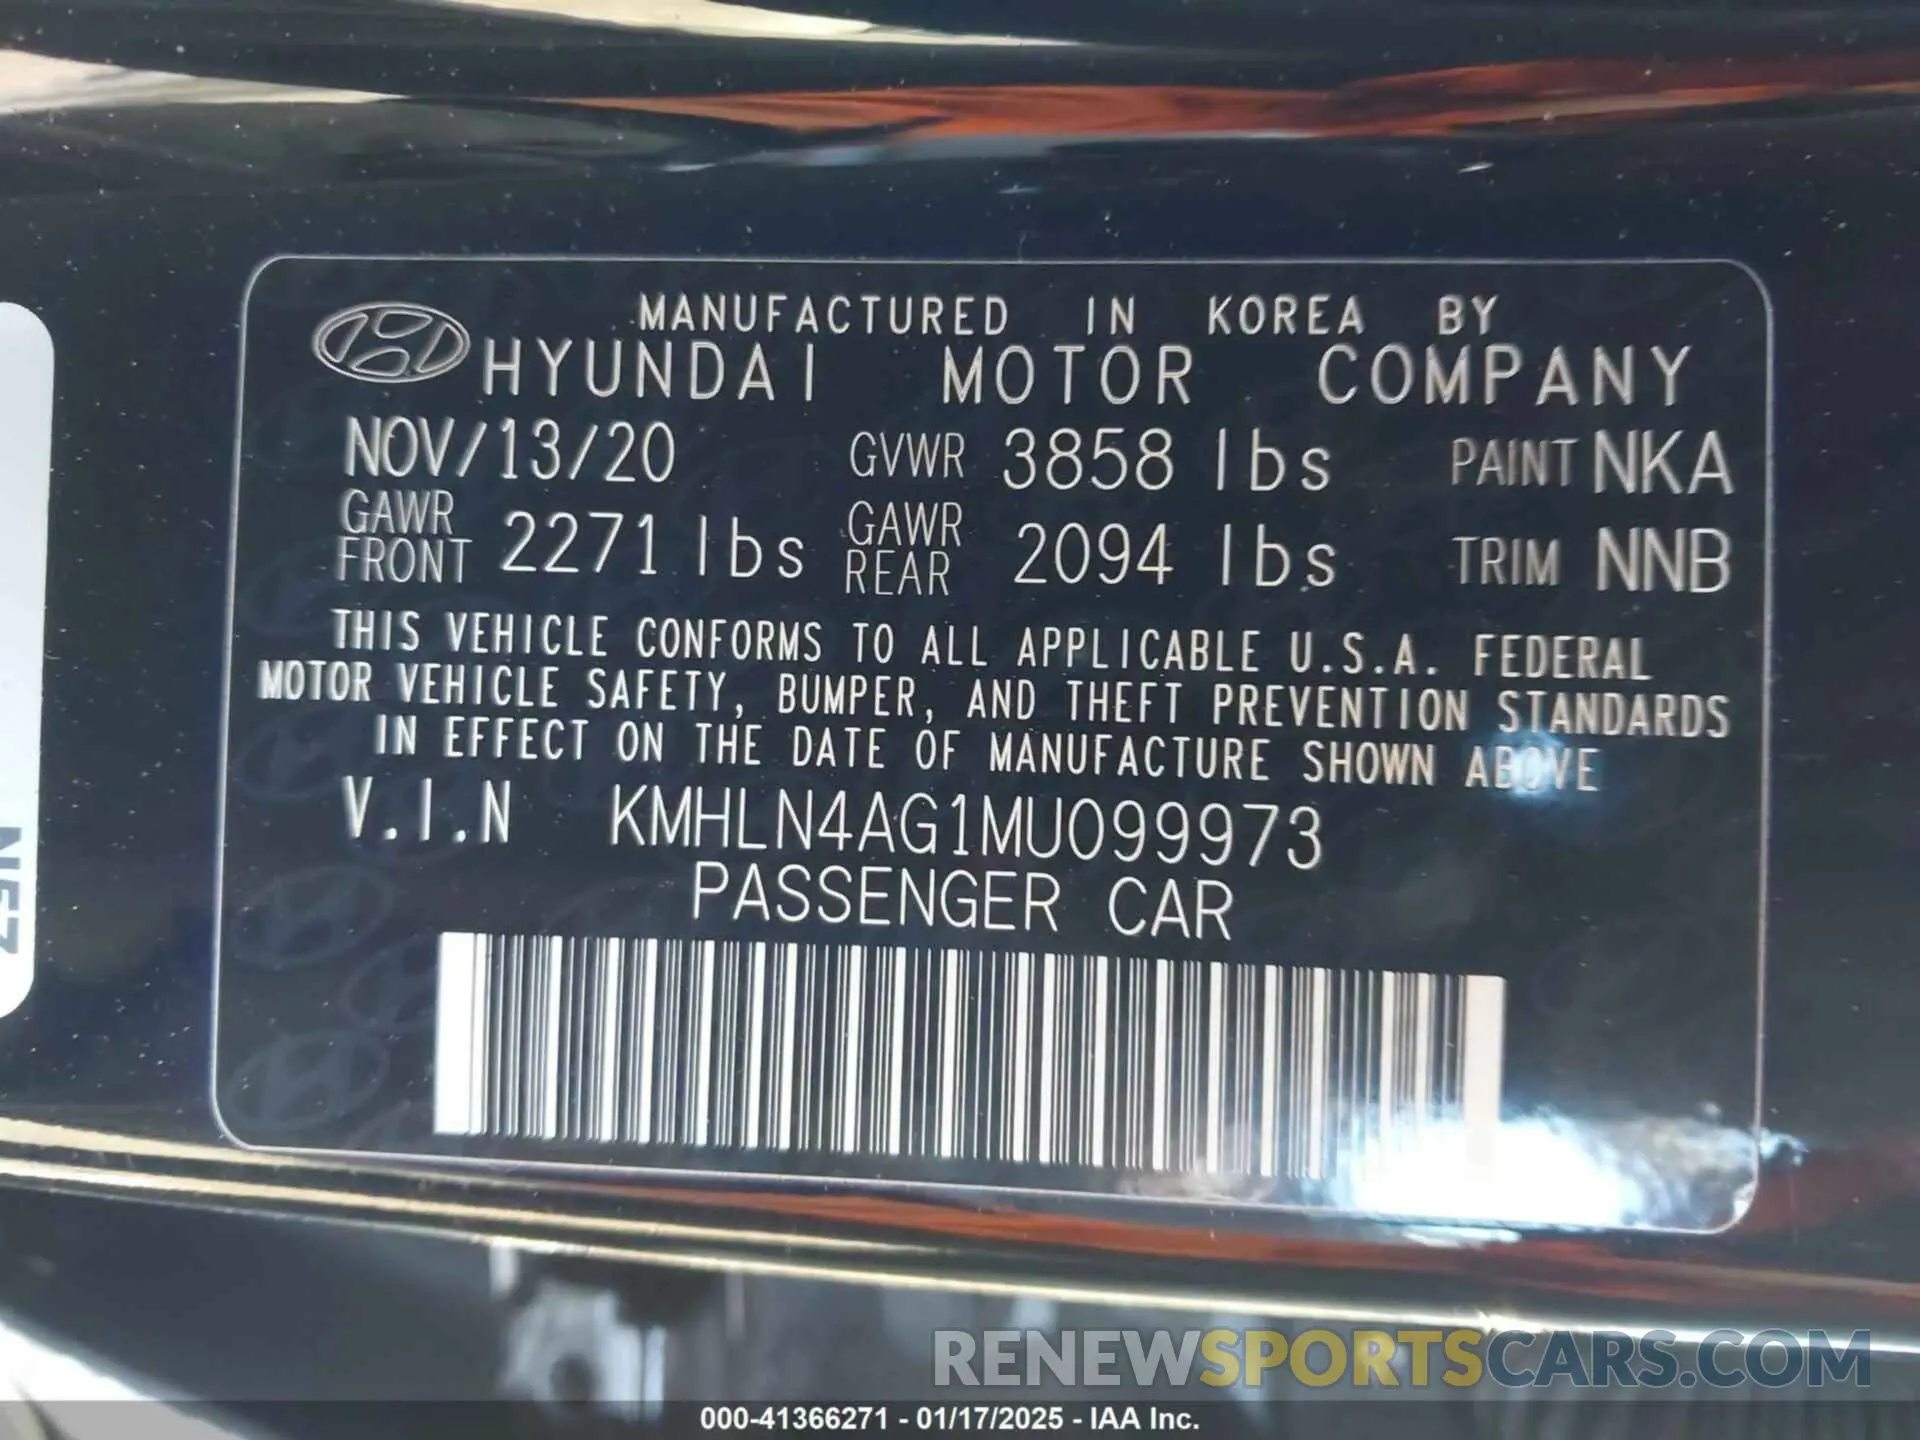 MANUFACTURED IN KOREA BY
HYUNDAI MOTOR COMPANY
NOV/13/20 GVWR 3858 lbs PAINT NKA
GAWR FRONT 2271 lbs GAWR REAR 2094 lbs TRIM NNB
THIS VEHICLE CONFORMS TO ALL APPLICABLE U.S.A. FEDERAL
MOTOR VEHICLE SAFETY, BUMPER, AND THEFT PREVENTION STANDARDS
IN EFFECT ON THE DATE OF MANUFACTURE SHOWN ABOVE
V.I.N KMHLN4AG1MU099973
PASSENGER CAR
RENEWSPORTSCARS.COM
000-41366271 - 01/17/2025 - IAA Inc.